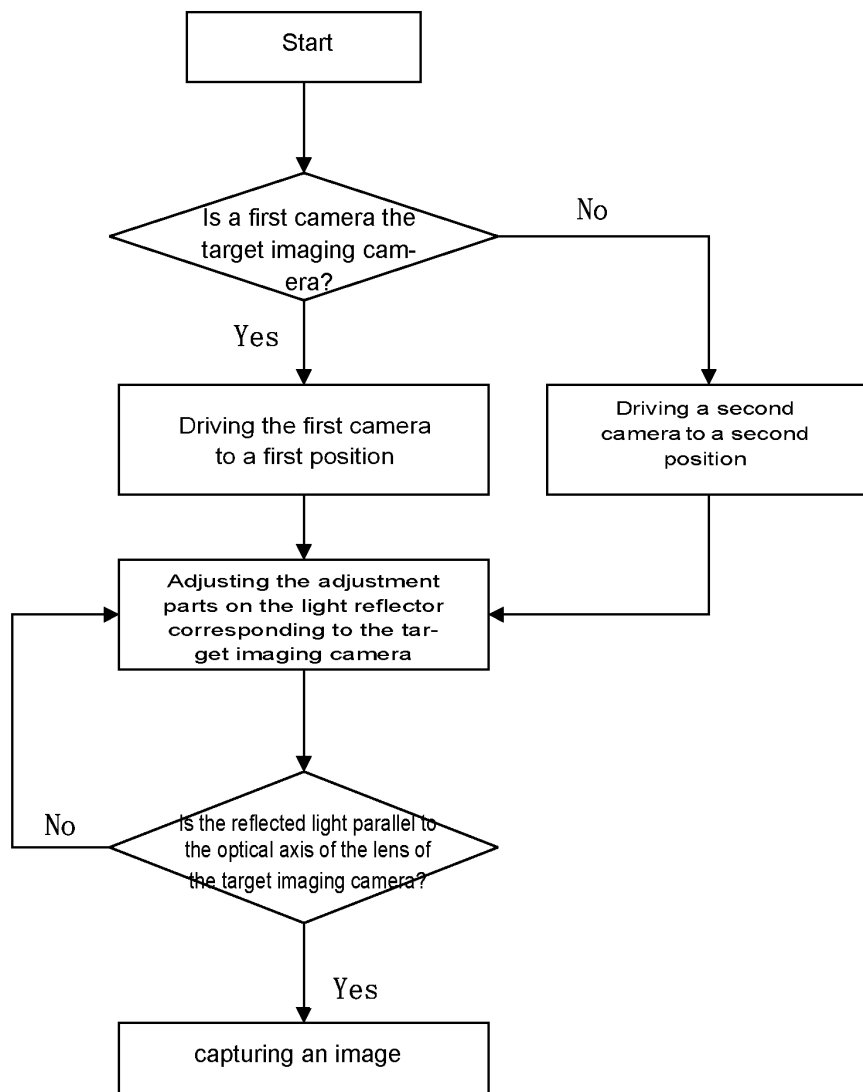 Start
Is a first camera the
target imaging cam-
era?
No
Yes
Driving the first camera
to a first position
Driving a second
camera to a second
position
Adjusting the adjustment
parts on the light reflector
corresponding to the tar-
get imaging camera
Is the reflected light parallel to
the optical axis of the lens of
the target imaging camera?
No
Yes
capturing an image